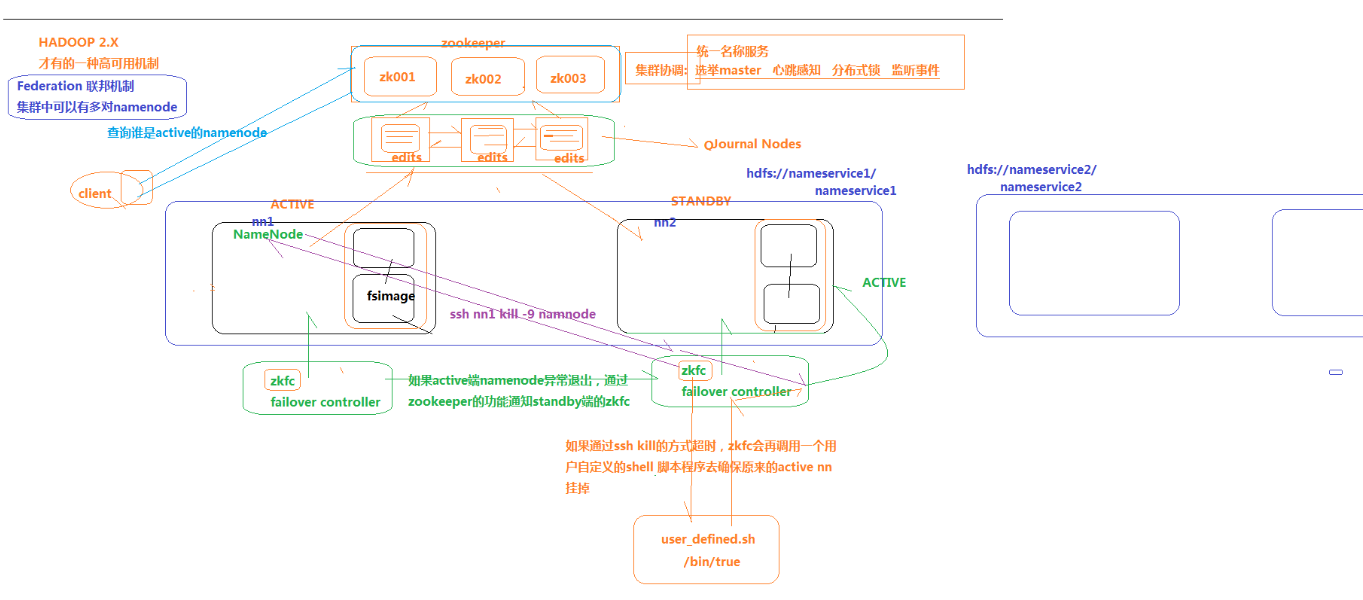 HADOOP 2.X
才有的一种高可用机制
Federation 联邦机制
集群中可以有多对namenode
zookeeper
zk001
zk002
zk003
统一名称服务
集群协调: 选举master 心跳感知 分布式锁 监听事件
查询谁是active的namenode
edits
edits
edits
QJournal Nodes
client
hdfs://nameservice1/
nameservice1
hdfs://nameservice2/
nameservice2
ACTIVE
nn1
NameNode
STANDBY
nn2
fsimage
ACTIVE
ssh nn1 kill -9 namnode
zkfc
failover controller
如果active端namenode异常退出，通过
zookeeper的功能通知standby端的zkfc
zkfc
failover controller
如果通过ssh kill的方式超时，zkfc会再调用一个用
户自定义的shell 脚本程序去确保原来的active nn
挂掉
user_defined.sh
/bin/true